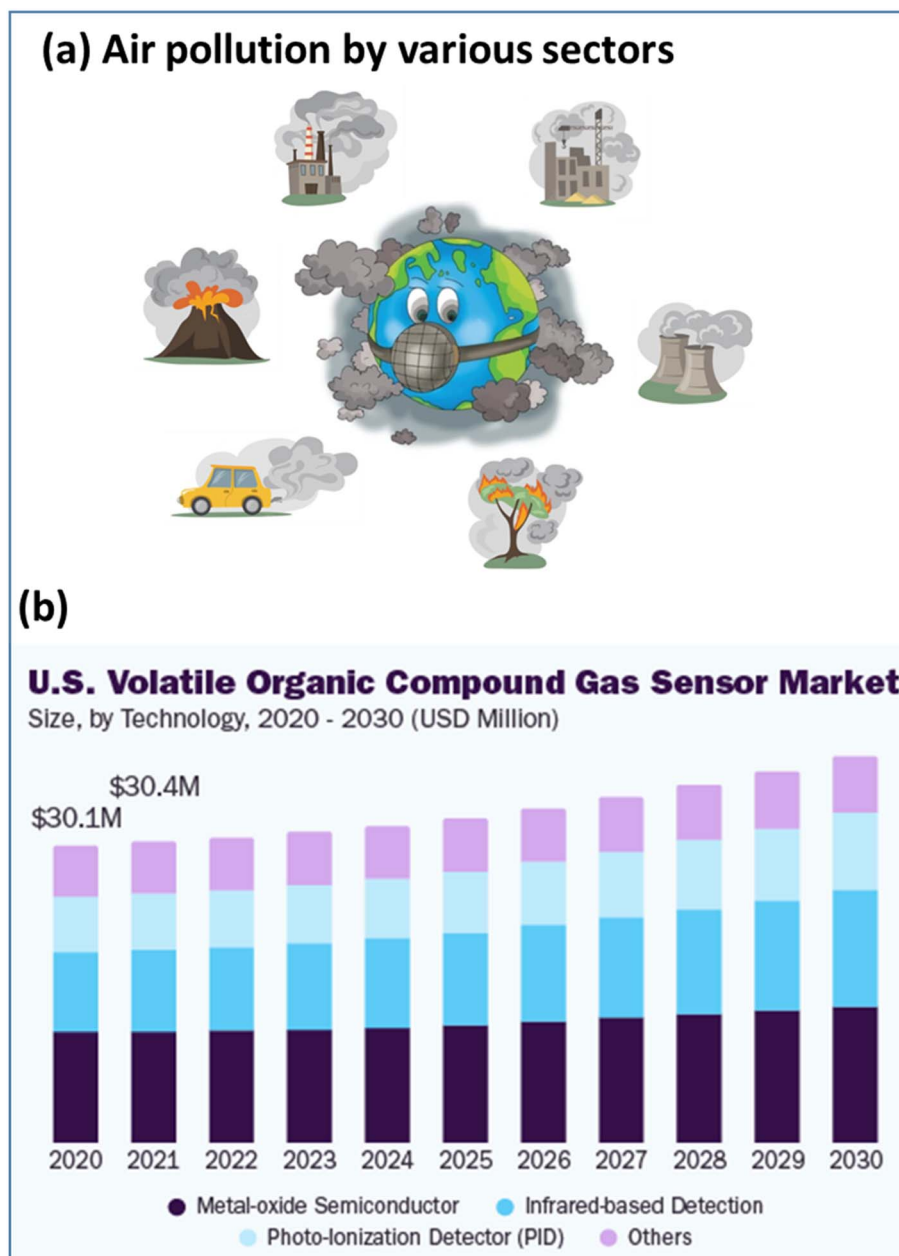 (a) Air pollution by various sectors
(b)
U.S. Volatile Organic Compound Gas Sensor Market
Size, by Technology, 2020 - 2030 (USD Million)
$30.4M
$30.1M
2020 2021 2022 2023 2024 2025 2026 2027 2028 2029 2030
Metal-oxide Semiconductor Infrared-based Detection
Photo-Ionization Detector (PID) Others